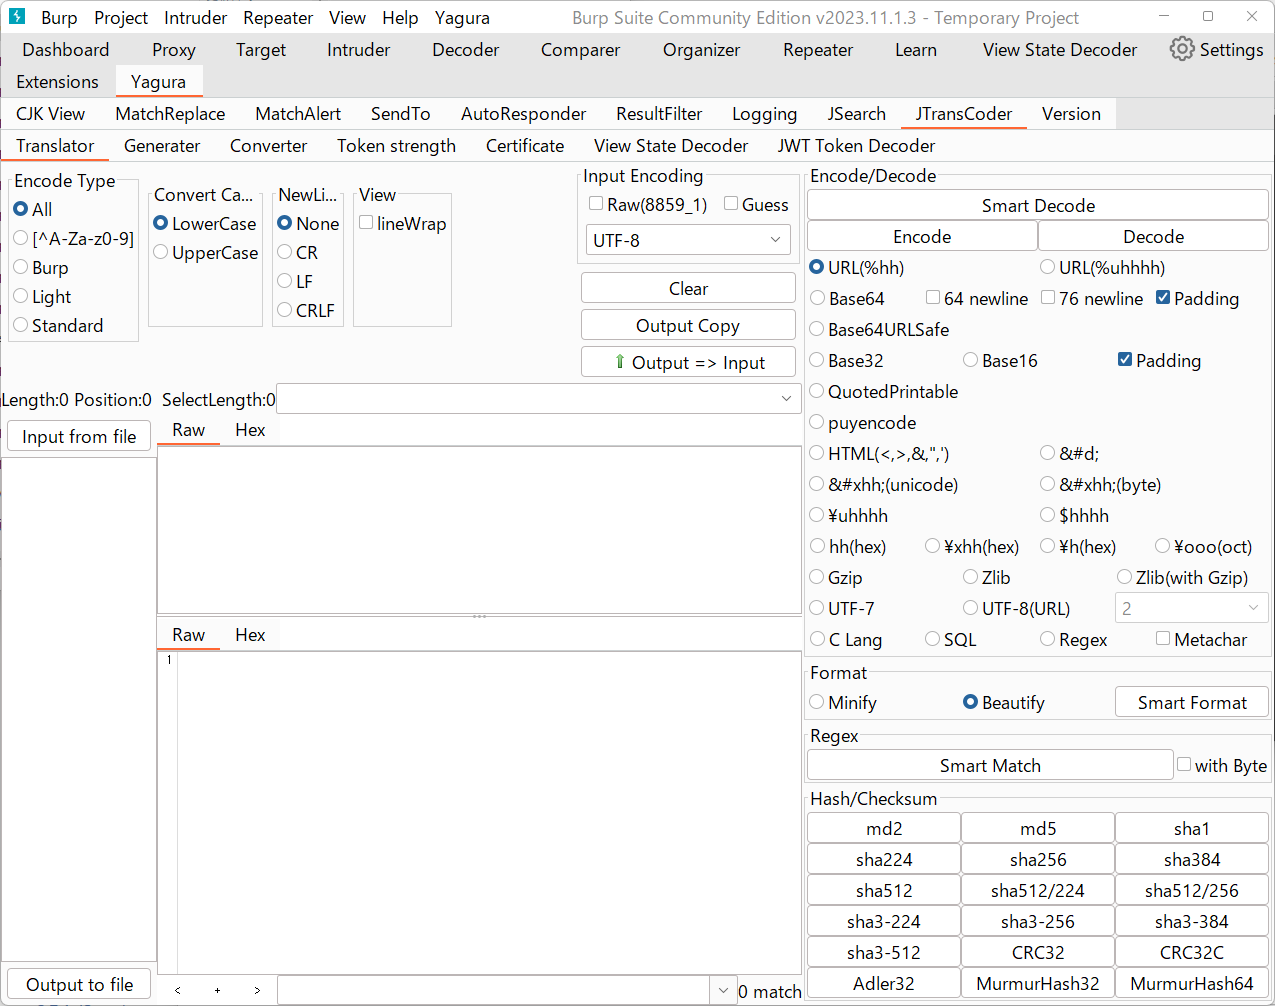 Burp Project Intruder Repeater View Help Yagura Burp Suite Community Edition v2023.11.1.3 - Temporary Project
Dashboard Proxy Target Intruder Decoder Comparer Organizer Repeater Learn View State Decoder Settings
Extensions Yagura
CJK View MatchReplace MatchAlert SendTo AutoResponder ResultFilter Logging JSearch JTransCoder Version
Translator Generater Converter Token strength Certificate View State Decoder JWT Token Decoder
Encode Type
All
[^A-Za-z0-9]
Burp
Light
Standard
Convert Ca...
LowerCase
UpperCase
NewLi...
None
CR
LF
CRLF
View
lineWrap
Input Encoding
Raw(8859_1) Guess
UTF-8
Clear
Output Copy
Output => Input
Length:0 Position:0 SelectLength:0
Input from file
Raw Hex
Raw Hex
1
Output to file
< + > 0 match
Encode/Decode
Smart Decode
Encode Decode
URL(%hh) URL(%uhhhh)
Base64 64 newline 76 newline Padding
Base64URLSafe
Base32 Base16 Padding
QuotedPrintable
puyencode
HTML(<,>,&,",') &#d;
&#xhh;(unicode) &#xhh;(byte)
¥uhhhh $hhhh
hh(hex) ¥xhh(hex) ¥h(hex) ¥ooo(oct)
Gzip Zlib Zlib(with Gzip)
UTF-7 UTF-8(URL) 2
C Lang SQL Regex Metachar
Format
Minify Beautify Smart Format
Regex
Smart Match with Byte
Hash/Checksum
md2 md5 sha1
sha224 sha256 sha384
sha512 sha512/224 sha512/256
sha3-224 sha3-256 sha3-384
sha3-512 CRC32 CRC32C
Adler32 MurmurHash32 MurmurHash64